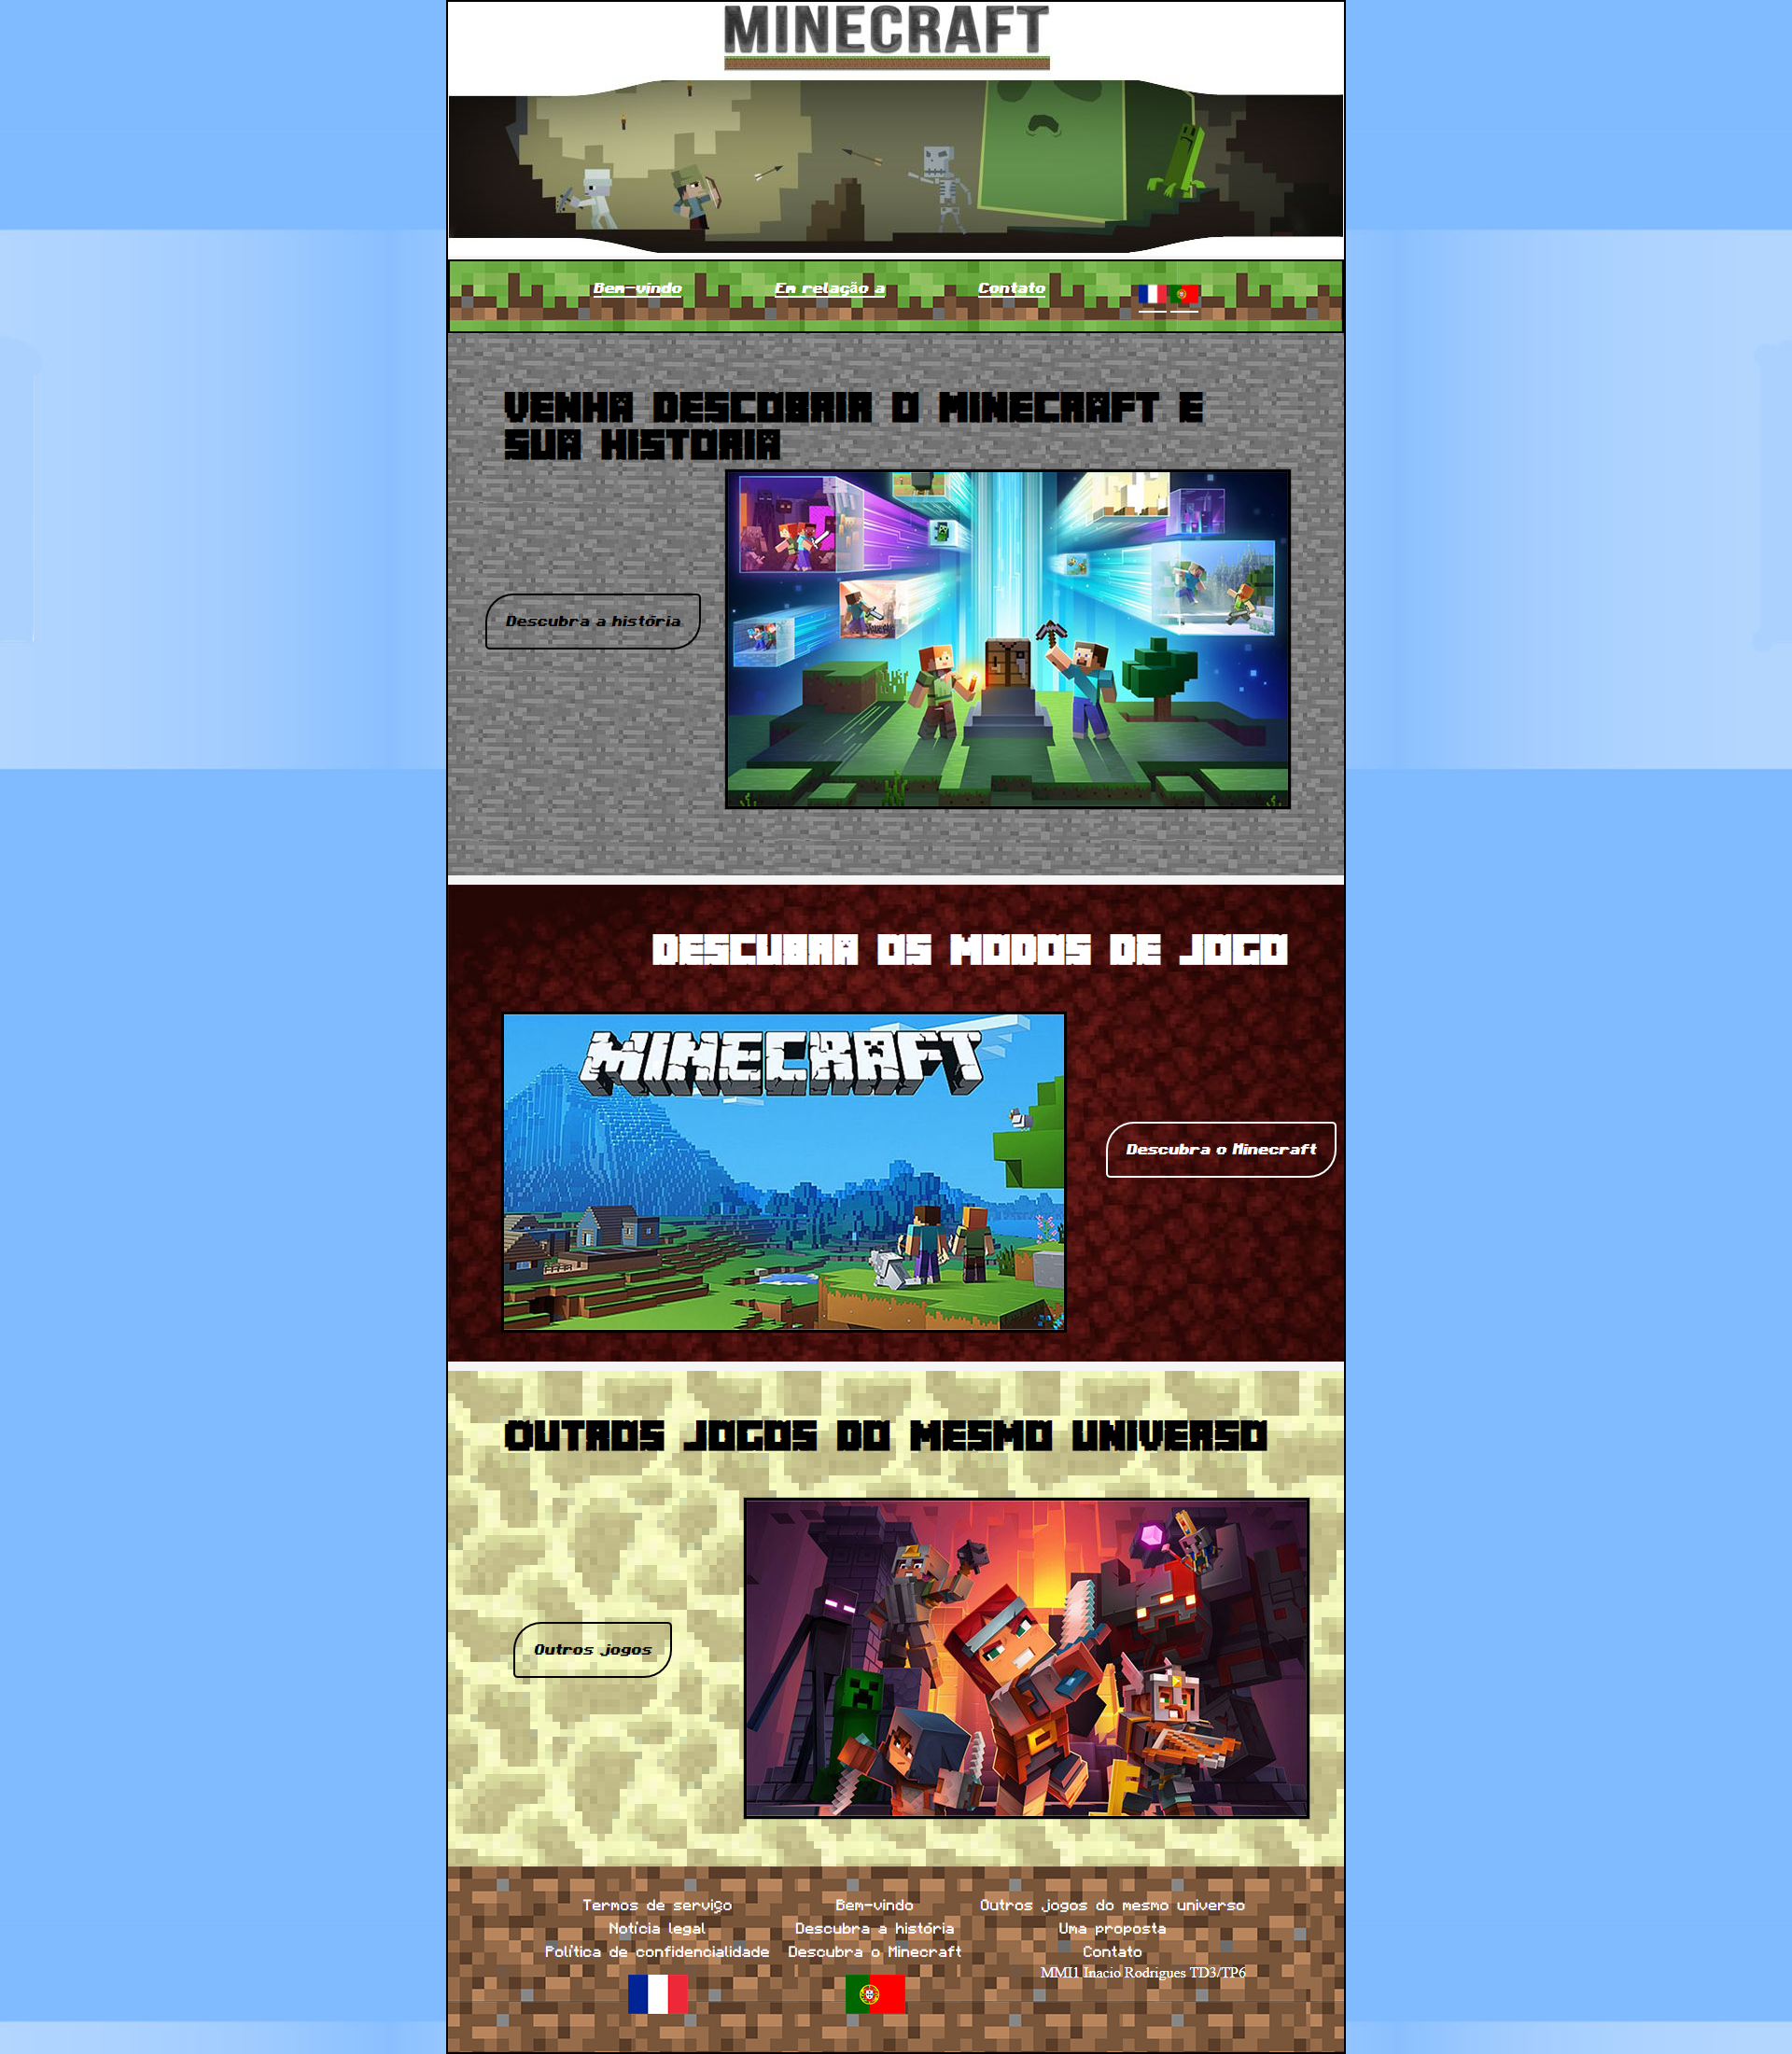 MINECRAFT
Bem-vindo
Em relação a
Contato
VENHA DESCOBRIR O MINECRAFT E
SUA HISTORIA
Descubra a história
DESCUBRA OS MODOS DE JOGO
MINECRAFT
Descubra o Minecraft
OUTROS JOGOS DO MESMO UNIVERSO
Outros jogos
Termos de serviço
Notícia legal
Política de confidencialidade
Bem-vindo
Descubra a história
Descubra o Minecraft
Outros jogos do mesmo universo
Uma proposta
Contato
MMI1 Inacio Rodrigues TD3/TP6